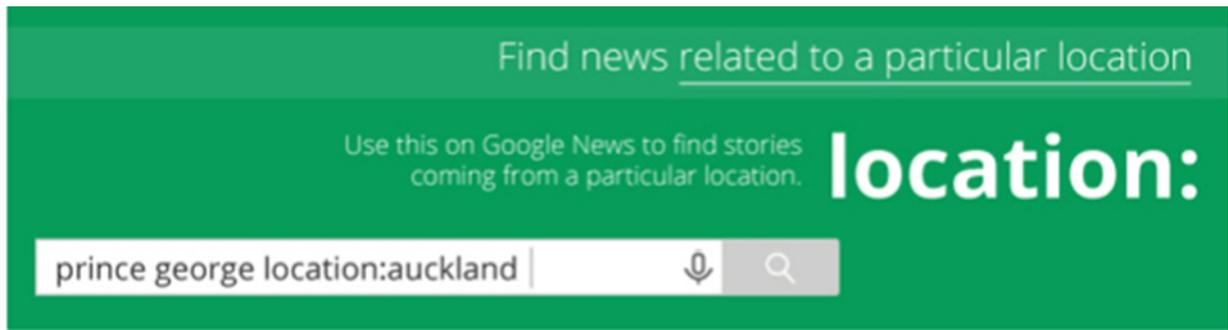 Find news related to a particular location
Use this on Google News to find stories
coming from a particular location.
location:
prince george location:auckland